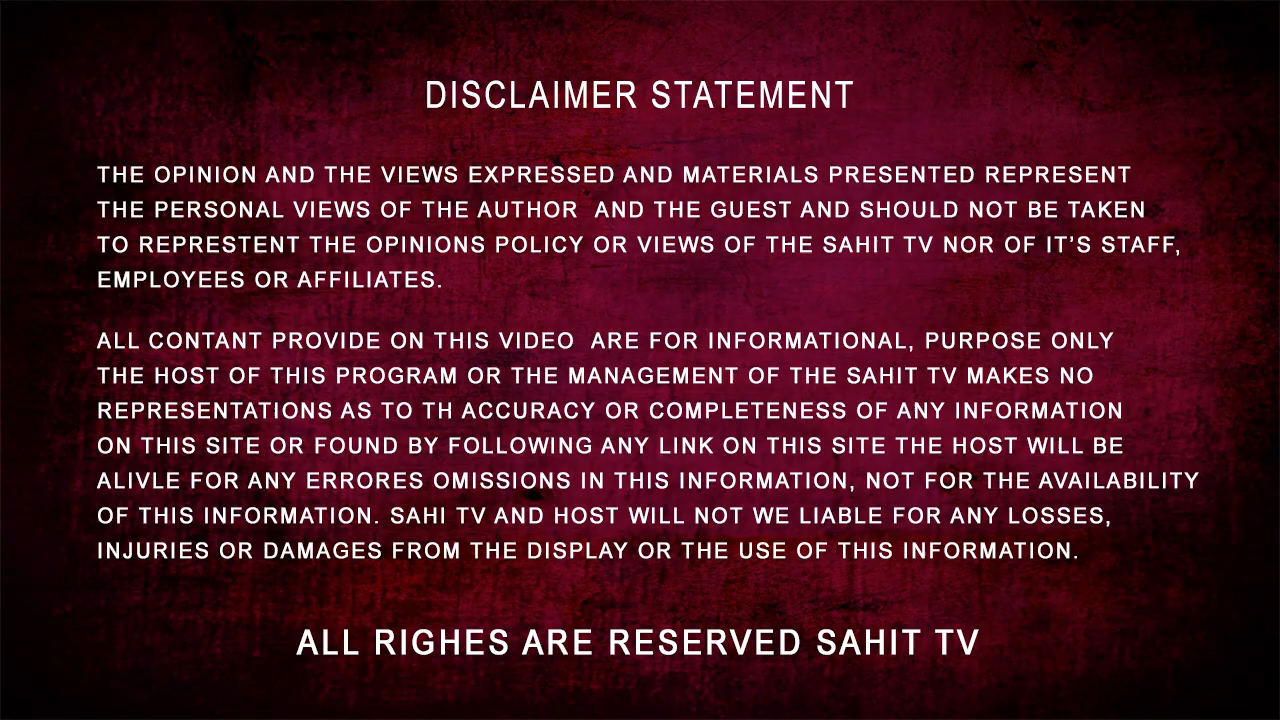 DISCLAIMER STATEMENT
THE OPINION AND THE VIEWS EXPRESSED AND MATERIALS PRESENTED REPRESENT
THE PERSONAL VIEWS OF THE AUTHOR  AND THE GUEST AND SHOULD NOT BE TAKEN
TO REPRESTENT THE OPINIONS POLICY OR VIEWS OF THE SAHIT TV NOR OF IT'S STAFF,
EMPLOYEES OR AFFILIATES.
ALL CONTANT PROVIDE ON THIS VIDEO  ARE FOR INFORMATIONAL, PURPOSE ONLY
THE HOST OF THIS PROGRAM OR THE MANAGEMENT OF THE SAHIT TV MAKES NO
REPRESENTATIONS AS TO TH ACCURACY OR COMPLETENESS OF ANY INFORMATION
ON THIS SITE OR FOUND BY FOLLOWING ANY LINK ON THIS SITE THE HOST WILL BE
ALIVLE FOR ANY ERRORES OMISSIONS IN THIS INFORMATION, NOT FOR THE AVAILABILITY
OF THIS INFORMATION. SAHI TV AND HOST WILL NOT WE LIABLE FOR ANY LOSSES,
INJURIES OR DAMAGES FROM THE DISPLAY OR THE USE OF THIS INFORMATION.
ALL RIGHES ARE RESERVED SAHIT TV